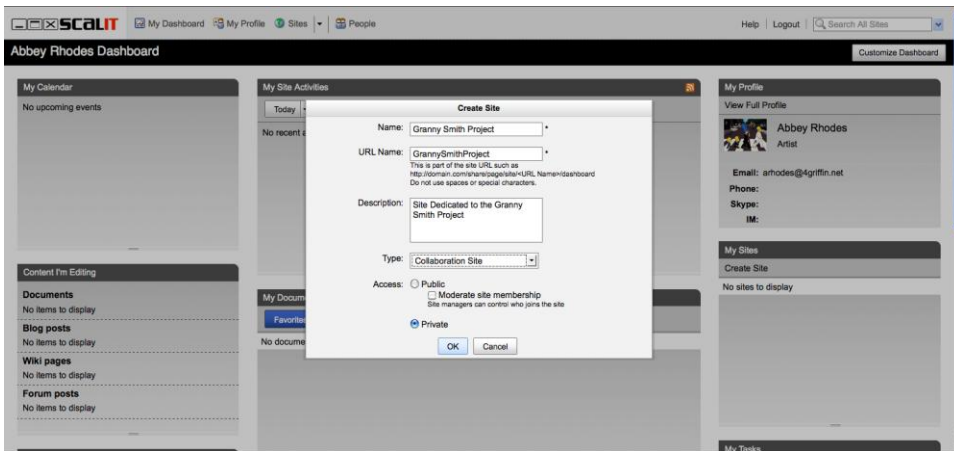 SCALIT My Dashboard My Profile Sites People Help Logout Search All Sites
Abbey Rhodes Dashboard Customize Dashboard
My Calendar
No upcoming events
My Site Activities
Today
No recent
Create Site
Name: Granny Smith Project *
URL Name: GrannySmithProject *
This is part of the site URL such as
http://domain.com/share/page/site/<URL Name>/dashboard
Do not use spaces or special characters.
Description: Site Dedicated to the Granny
Smith Project
Type: Collaboration Site
Access: Public
Moderate site membership
Site managers can control who joins the site
Private
OK Cancel
My Profile
View Full Profile
Abbey Rhodes
Artist
Email: arhodes@4griffin.net
Phone:
Skype:
IM:
Content I'm Editing
Documents
No items to display
Blog posts
No items to display
Wiki pages
No items to display
Forum posts
No items to display
My Docum
Favorites
No docume
My Sites
Create Site
No sites to display
My Tasks